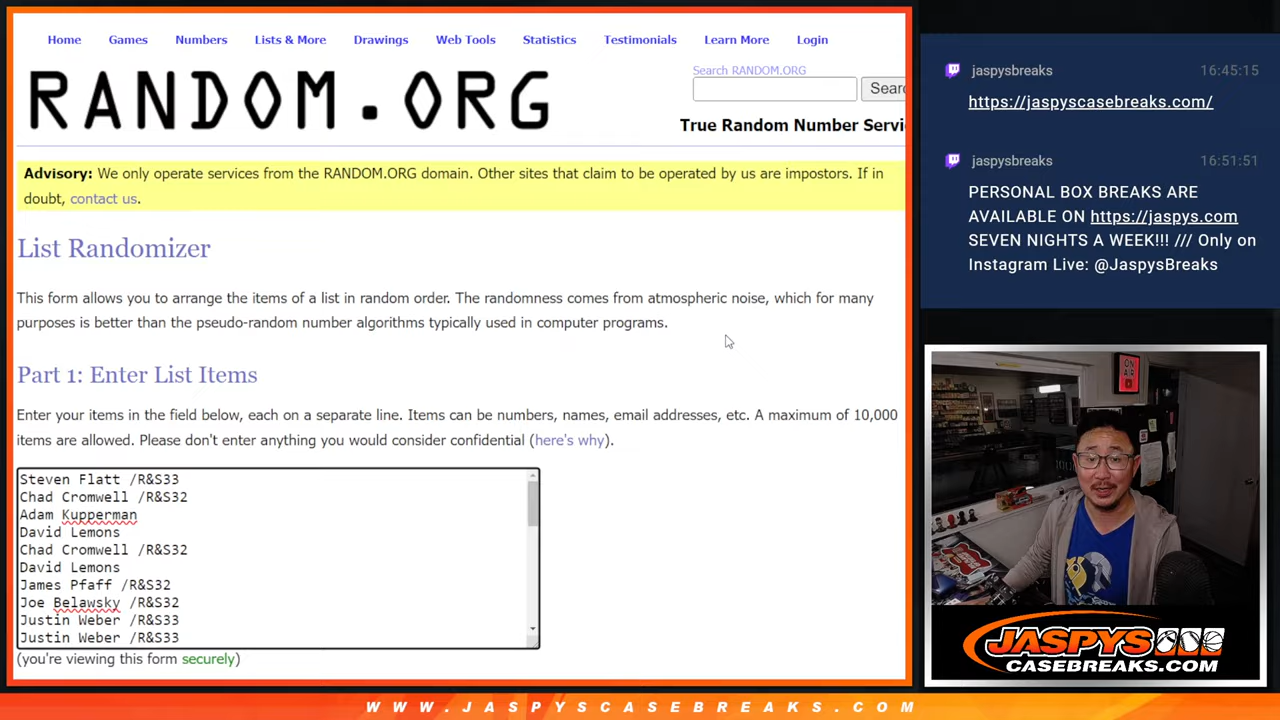 Home Games Numbers Lists & More Drawings Web Tools Statistics Testimonials Learn More Login
RANDOM.ORG
Search RANDOM.ORG
Searc
True Random Number Servi
Advisory: We only operate services from the RANDOM.ORG domain. Other sites that claim to be operated by us are impostors. If in
doubt, contact us.
List Randomizer
This form allows you to arrange the items of a list in random order. The randomness comes from atmospheric noise, which for many
purposes is better than the pseudo-random number algorithms typically used in computer programs.
Part 1: Enter List Items
Enter your items in the field below, each on a separate line. Items can be numbers, names, email addresses, etc. A maximum of 10,000
items are allowed. Please don't enter anything you would consider confidential (here's why).
Steven Flatt /R&S33
Chad Cromwell /R&S32
Adam Kupperman
David Lemons
Chad Cromwell /R&S32
David Lemons
James Pfaff /R&S32
Joe Belawsky /R&S32
Justin Weber /R&S33
Justin Weber /R&S33
(you're viewing this form securely)
jaspysbreaks 16:45:15
https://jaspyscasebreaks.com/
jaspysbreaks 16:51:51
PERSONAL BOX BREAKS ARE
AVAILABLE ON https://jaspys.com
SEVEN NIGHTS A WEEK!!! /// Only on
Instagram Live: @JaspysBreaks
ON
AIR
JASPYS
CASEBREAKS.COM
WWW.JASPYSCASEBREAKS.COM